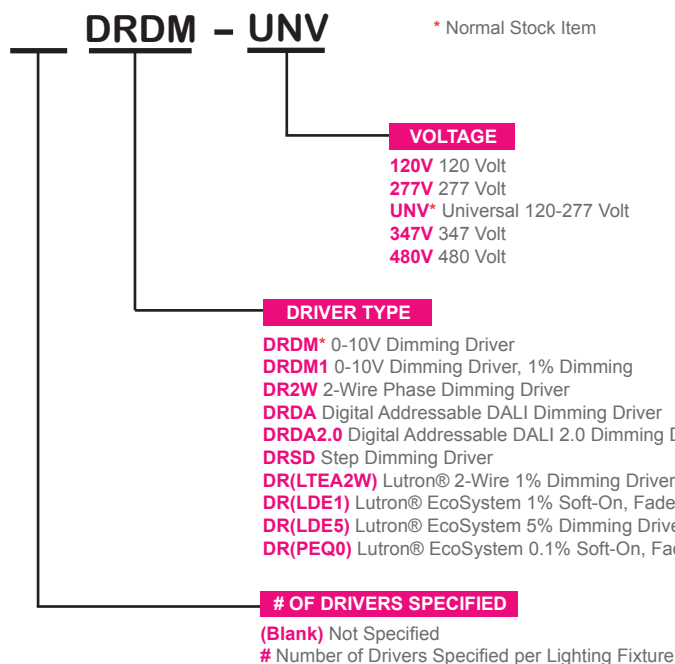 DRDM – UNV
* Normal Stock Item
VOLTAGE
120V 120 Volt
277V 277 Volt
UNV* Universal 120-277 Volt
347V 347 Volt
480V 480 Volt
DRIVER TYPE
DRDM* 0-10V Dimming Driver
DRDM1 0-10V Dimming Driver, 1% Dimming
DR2W 2-Wire Phase Dimming Driver
DRDA Digital Addressable DALI Dimming Driver
DRDA2.0 Digital Addressable DALI 2.0 Dimming
DRSD Step Dimming Driver
DR(LTEA2W) Lutron® 2-Wire 1% Dimming Driver
DR(LDE1) Lutron® EcoSystem 1% Soft-On, Fade
DR(LDE5) Lutron® EcoSystem 5% Dimming
DR(PEQ0) Lutron® EcoSystem 0.1% Soft-On,
# OF DRIVERS SPECIFIED
(Blank) Not Specified
# Number of Drivers Specified per Lighting Fixture